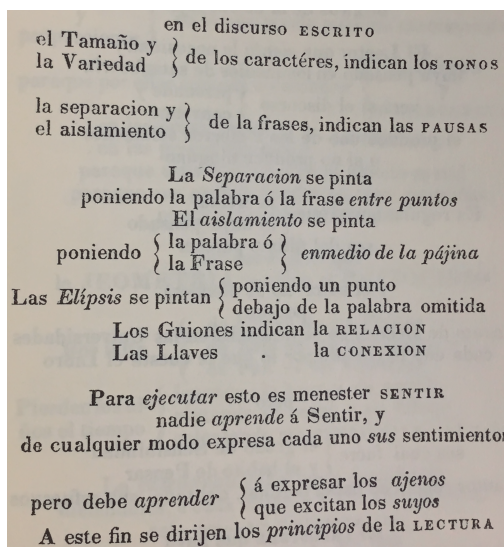 en el discurso ESCRITO
el Tamaño y
la Variedad } de los caractéres, indican los TONOS
la separacion y
el aislamiento } de la frases, indican las PAUSAS
La Separacion se pinta
poniendo la palabra ó la frase entre puntos
El aislamiento se pinta
poniendo { la palabra ó
la Frase } enmedio de la pájina
Las Elípsis se pintan { poniendo un punto
debajo de la palabra omitida
Los Guiones indican la RELACION
Las Llaves . la CONEXION
Para ejecutar esto es menester SENTIR
nadie aprende á Sentir, y
de cualquier modo expresa cada uno sus sentimiento
pero debe aprender { á expresar los ajenos
que excitan los suyos
A este fin se dirijen los principios de la LECTURA